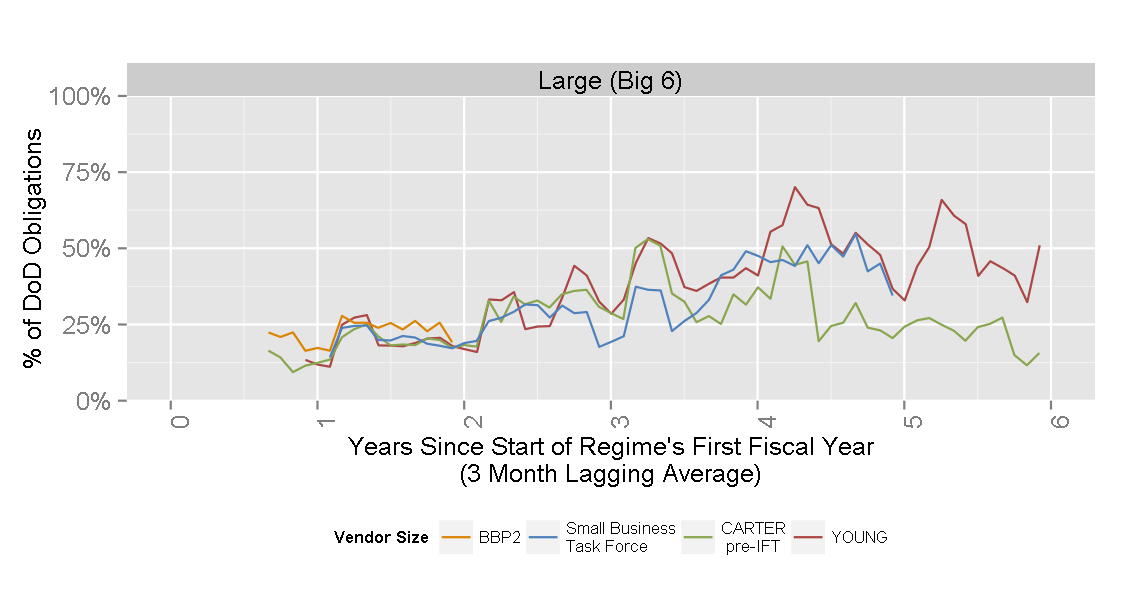 Large (Big 6)
% of DoD Obligations
100%
75%
50%
25%
0%
0
1
2
3
4
5
6
Years Since Start of Regime's First Fiscal Year
(3 Month Lagging Average)
Vendor Size
BBP2
Small Business
Task Force
CARTER
pre-IFT
YOUNG